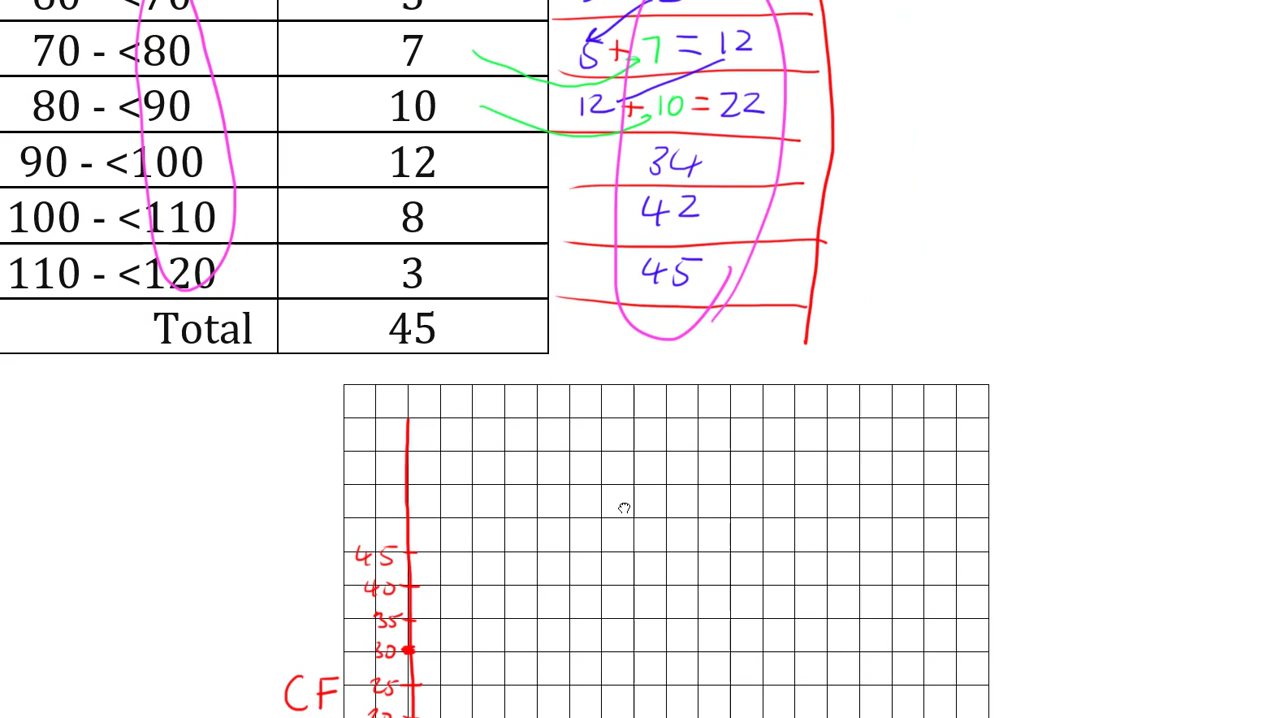 70 - <80 7 5 + 7 = 12
80 - <90 10 12 + 10 = 22
90 - <100 12 34
100 - <110 8 42
110 - <120 3 45
Total 45
45
40
35
30
CF 25